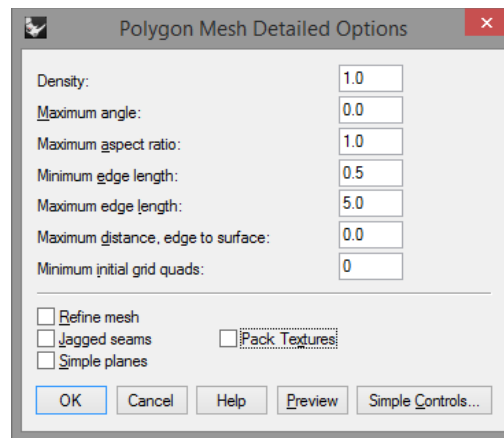 Polygon Mesh Detailed Options
Density: 1.0
Maximum angle: 0.0
Maximum aspect ratio: 1.0
Minimum edge length: 0.5
Maximum edge length: 5.0
Maximum distance, edge to surface: 0.0
Minimum initial grid quads: 0
Refine mesh
Jagged seams Pack Textures
Simple planes
OK Cancel Help Preview Simple Controls...